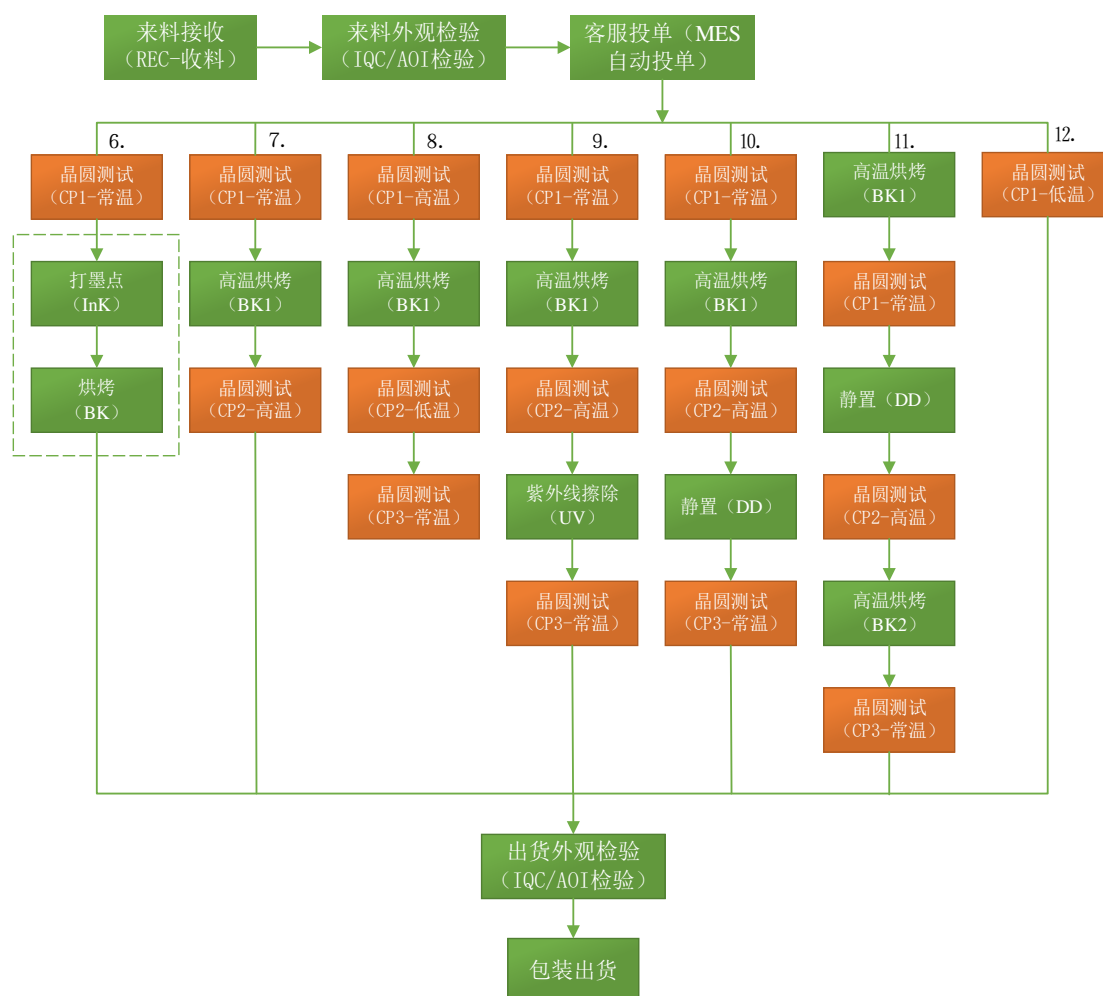 来料接收
（REC-收料）
来料外观检验
（IQC/AOI检验）
客服投单（MES
自动投单）
6.
晶圆测试
（CP1-常温）
打墨点
（InK）
烘烤
（BK）
7.
晶圆测试
（CP1-常温）
高温烘烤
（BK1）
晶圆测试
（CP2-高温）
8.
晶圆测试
（CP1-高温）
高温烘烤
（BK1）
晶圆测试
（CP2-低温）
晶圆测试
（CP3-常温）
9.
晶圆测试
（CP1-常温）
高温烘烤
（BK1）
晶圆测试
（CP2-高温）
紫外线擦除
（UV）
晶圆测试
（CP3-常温）
10.
晶圆测试
（CP1-常温）
高温烘烤
（BK1）
晶圆测试
（CP2-高温）
静置（DD）
晶圆测试
（CP3-常温）
11.
高温烘烤
（BK1）
晶圆测试
（CP1-常温）
静置（DD）
晶圆测试
（CP2-高温）
高温烘烤
（BK2）
晶圆测试
（CP3-常温）
12.
晶圆测试
（CP1-低温）
出货外观检验
（IQC/AOI检验）
包装出货